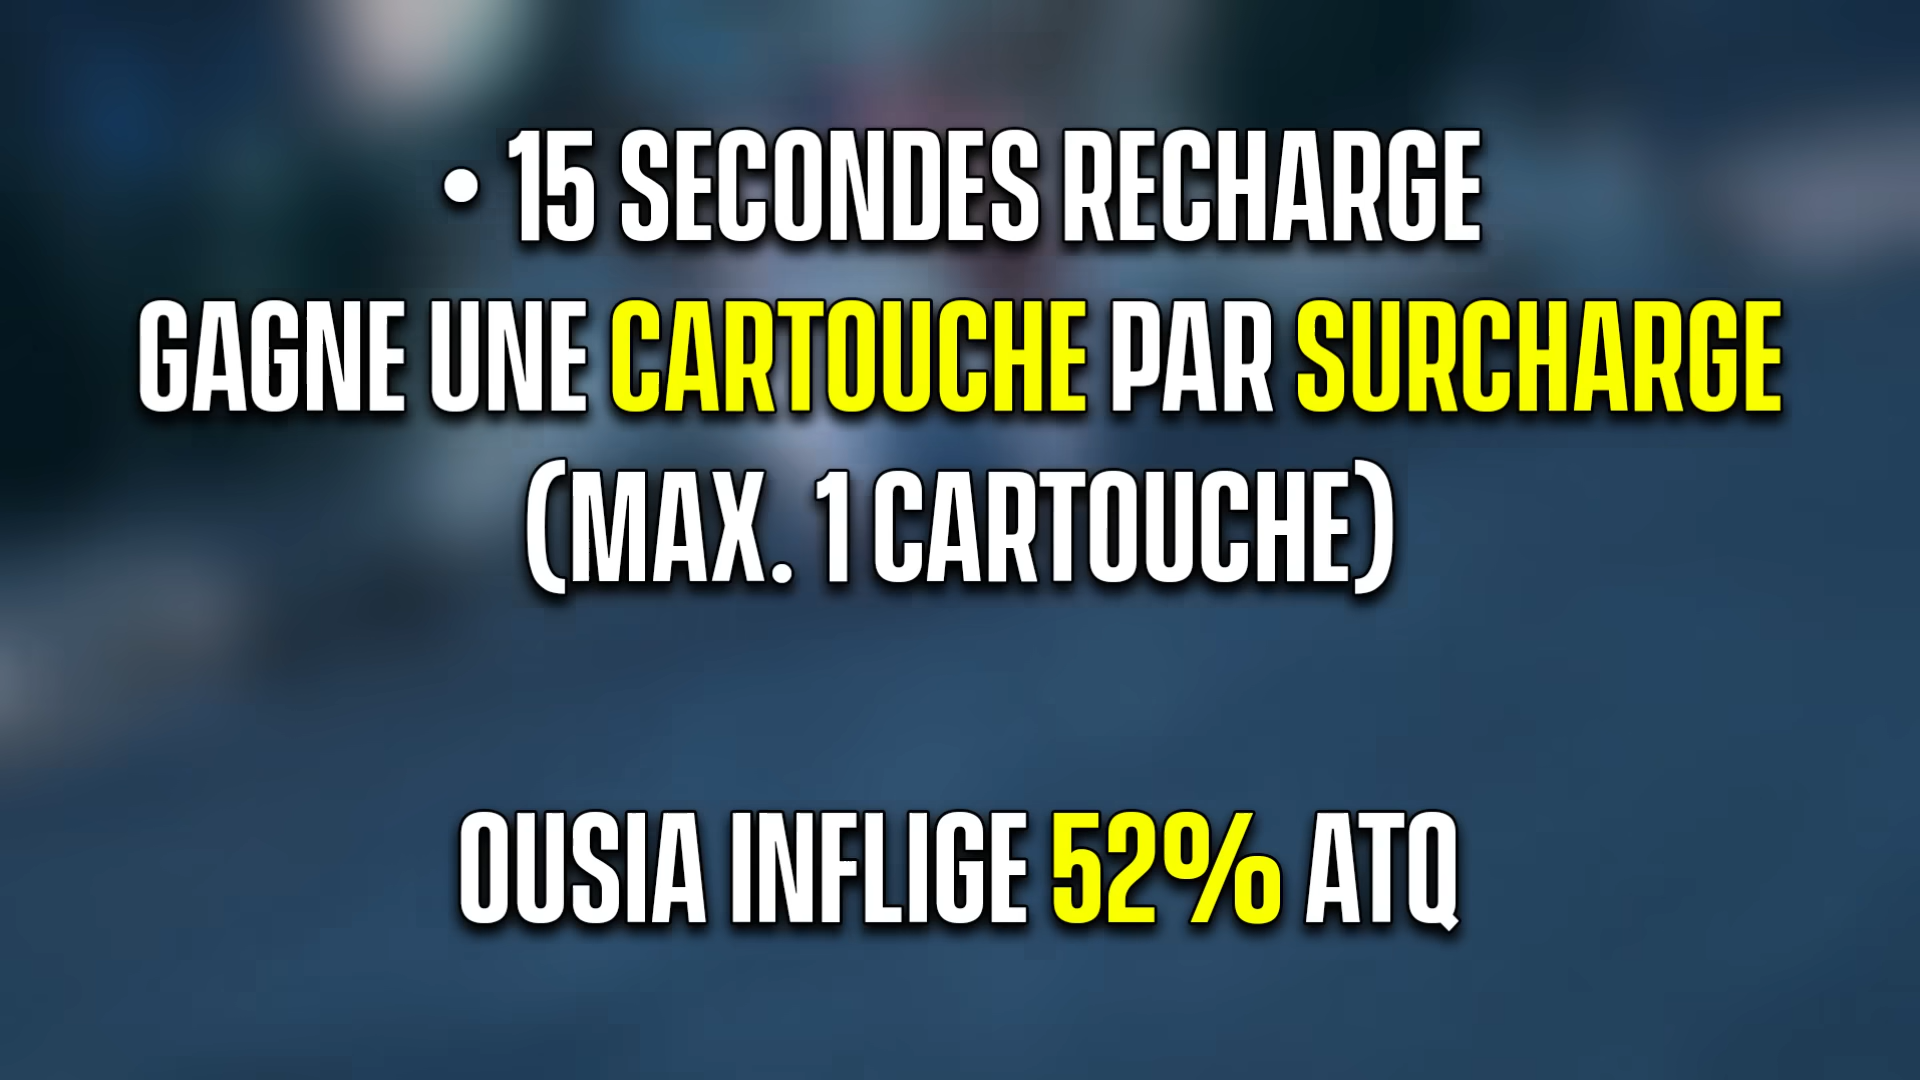 • 15 SECONDES RECHARGE
GAGNE UNE CARTOUCHE PAR SURCHARGE
(MAX. 1 CARTOUCHE)
OUSIA INFLIGE 52% ATQ